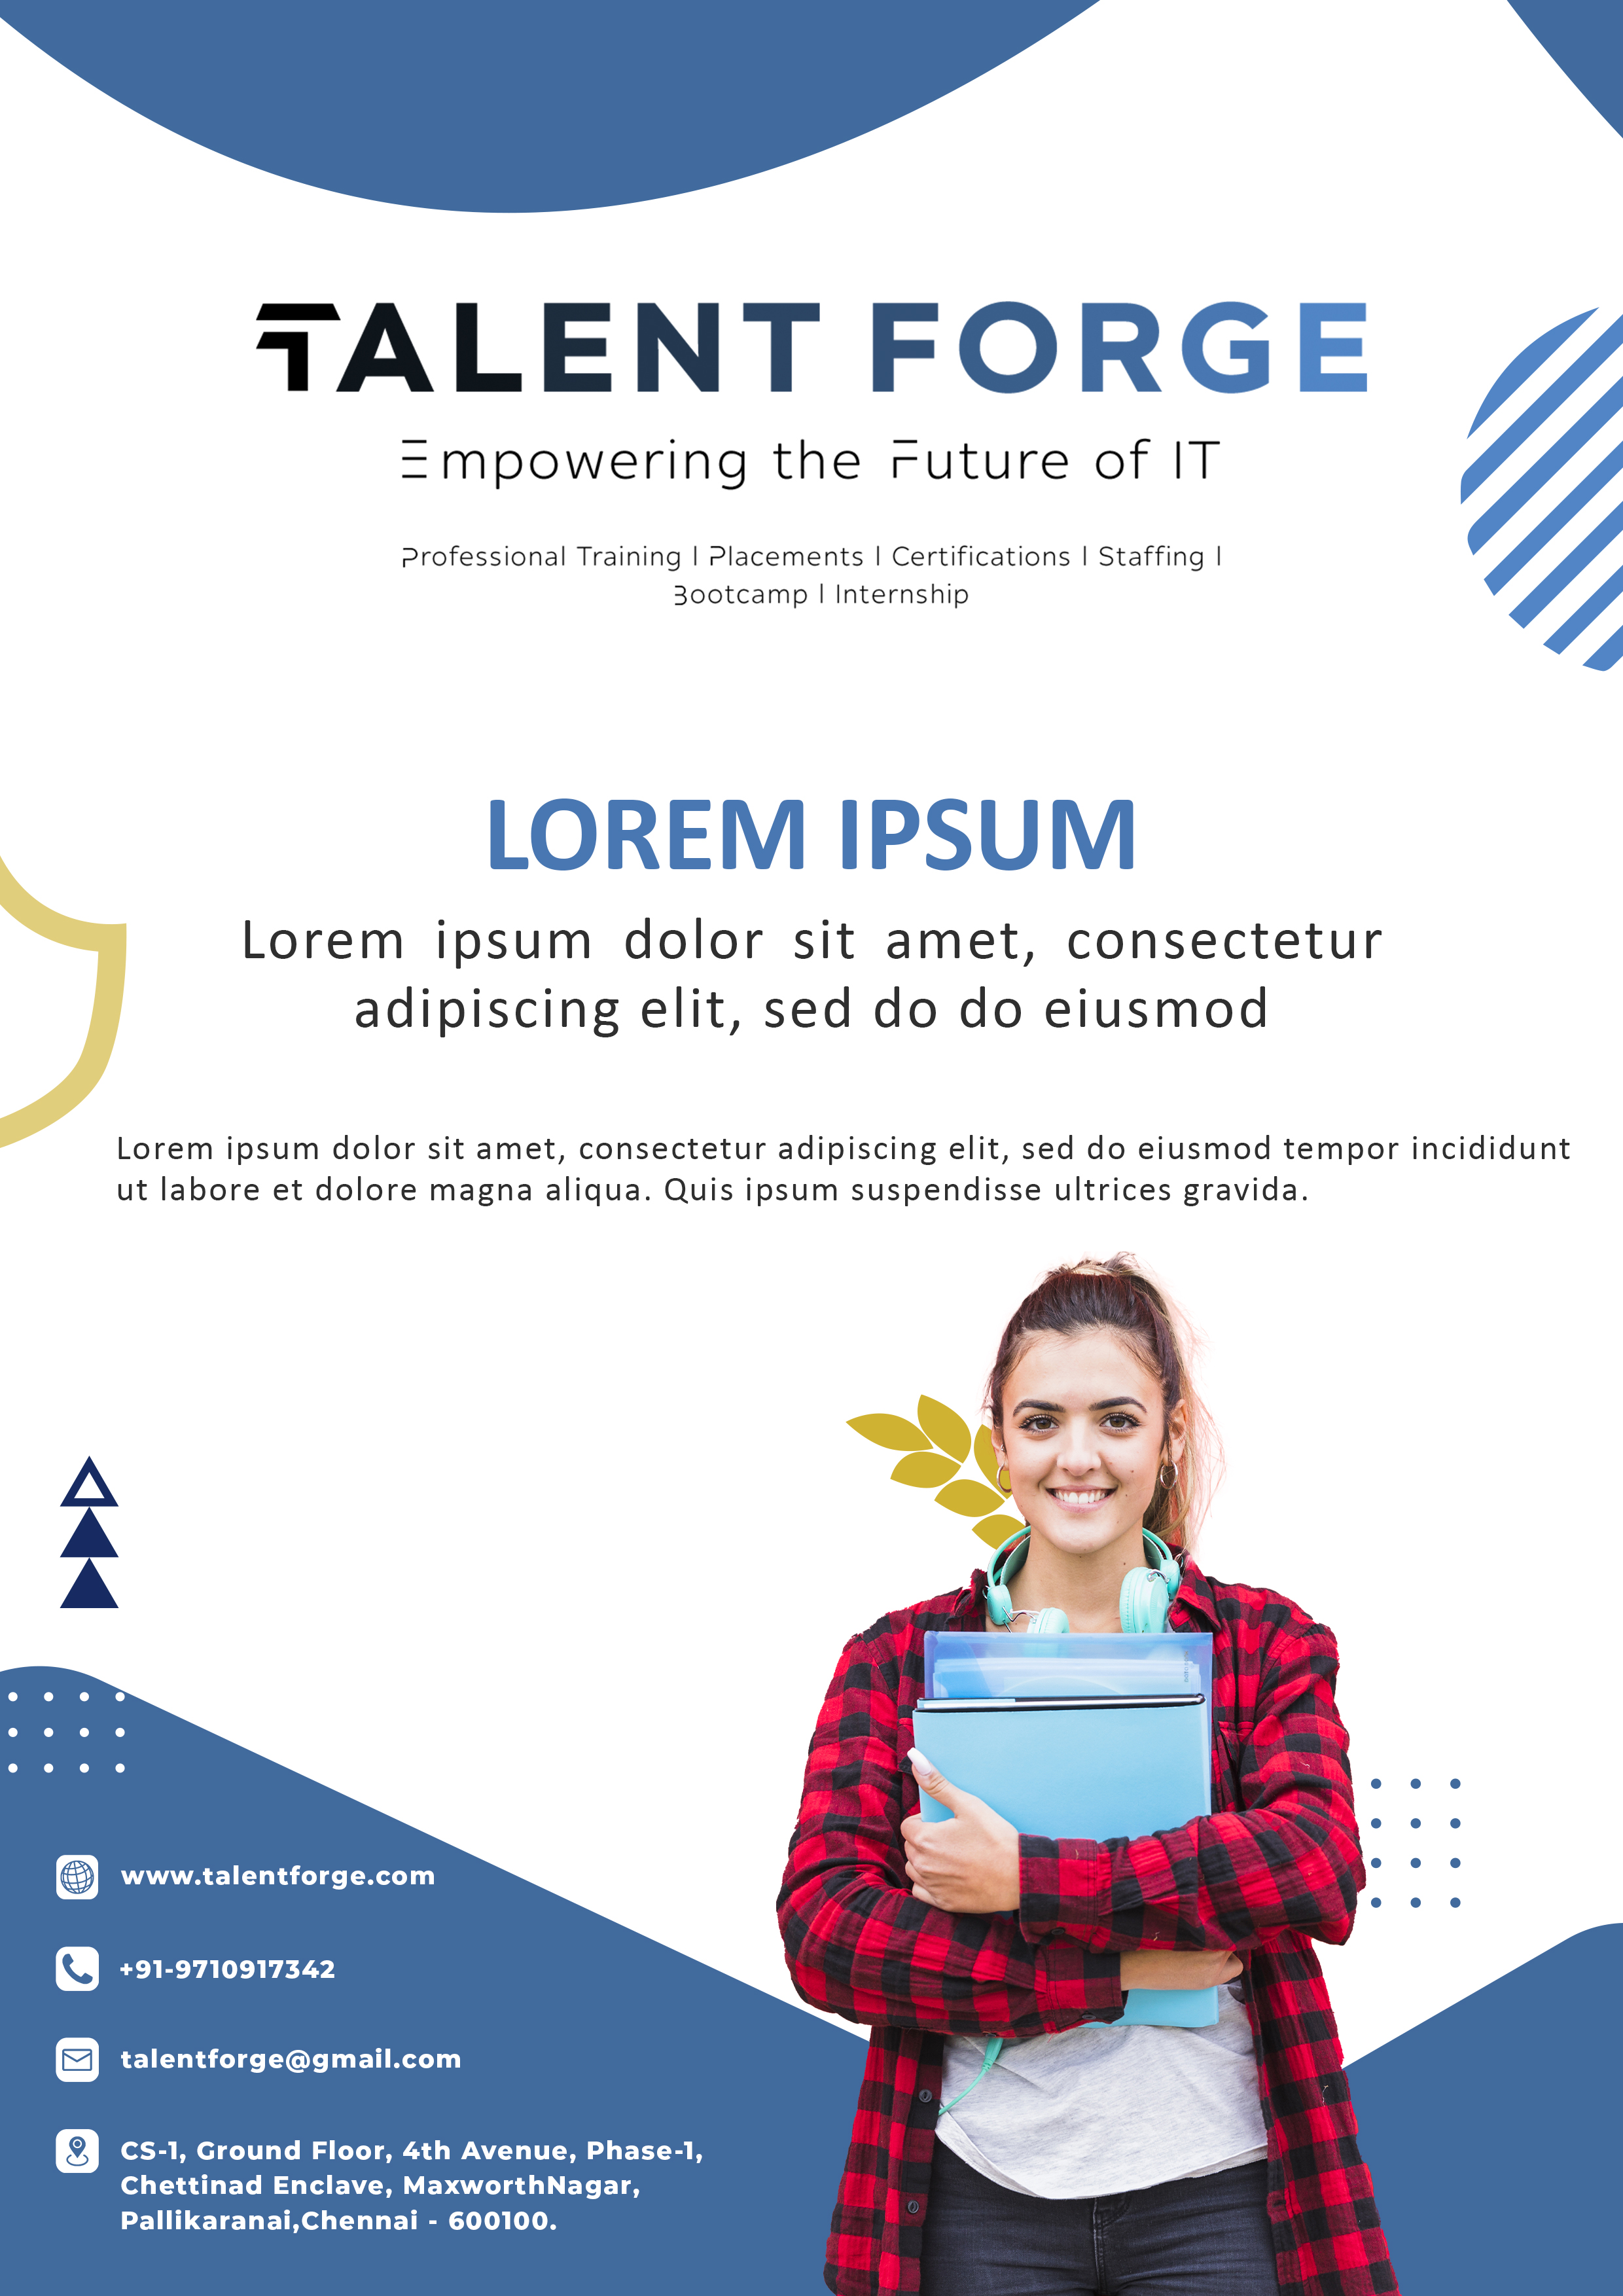 TALENT FORGE
Empowering the Future of IT
Professional Training | Placements | Certifications | Staffing |
Bootcamp | Internship
LOREM IPSUM
Lorem ipsum dolor sit amet, consectetur
adipiscing elit, sed do do eiusmod
Lorem ipsum dolor sit amet, consectetur adipiscing elit, sed do eiusmod tempor incididunt
ut labore et dolore magna aliqua. Quis ipsum suspendisse ultrices gravida.
www.talentforge.com
+91-9710917342
talentforge@gmail.com
CS-1, Ground Floor, 4th Avenue, Phase-1,
Chettinad Enclave, MaxworthNagar,
Pallikaranai,Chennai - 600100.